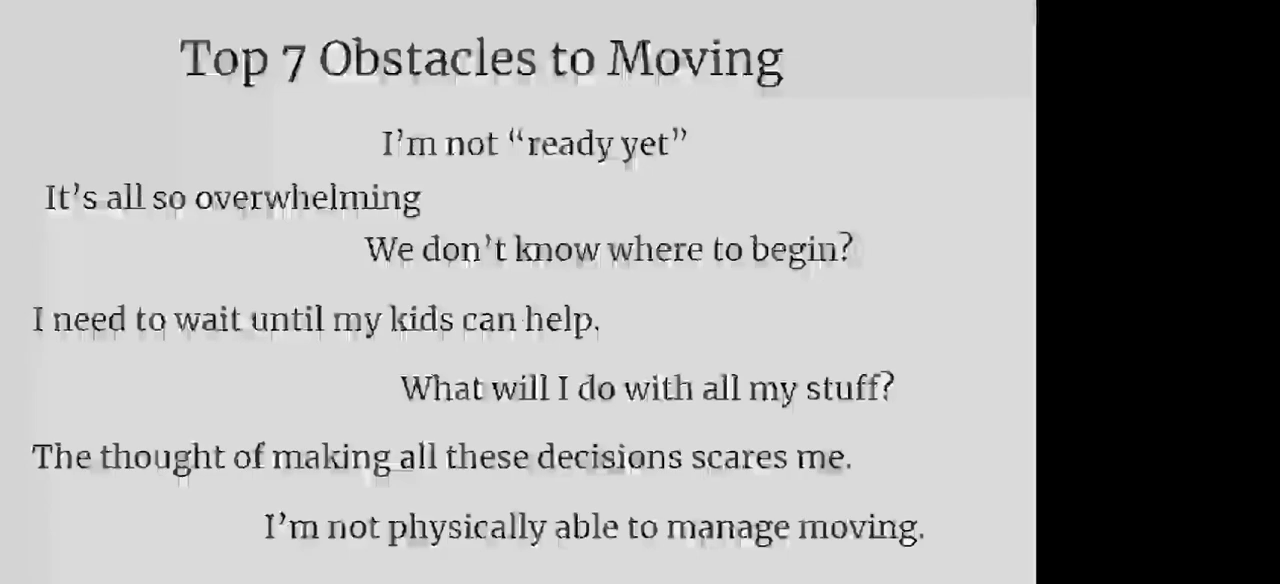 Top 7 Obstacles to Moving
I’m not “ready yet”
It’s all so overwhelming
We don’t know where to begin?
I need to wait until my kids can help.
What will I do with all my stuff?
The thought of making all these decisions scares me.
I’m not physically able to manage moving.